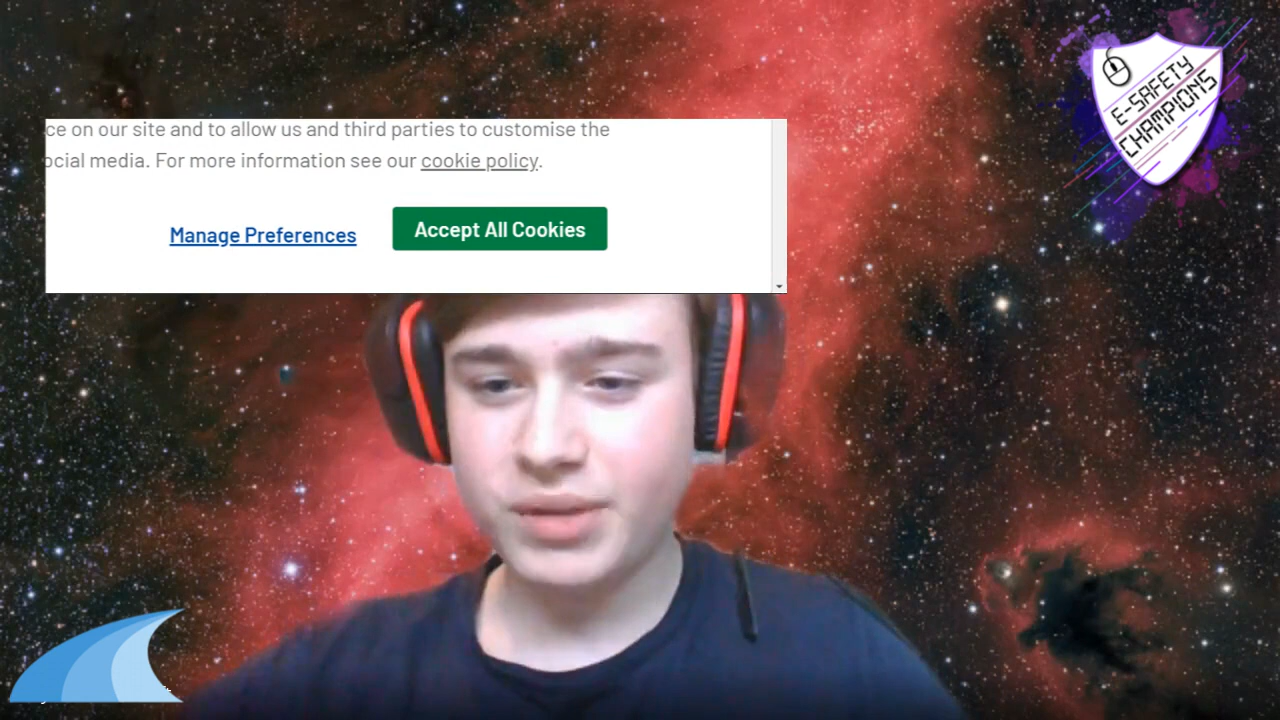 ce on our site and to allow us and third parties to customise the
ocial media. For more information see our cookie policy.
Manage Preferences
Accept All Cookies
E-SAFETY
CHAMPIONS